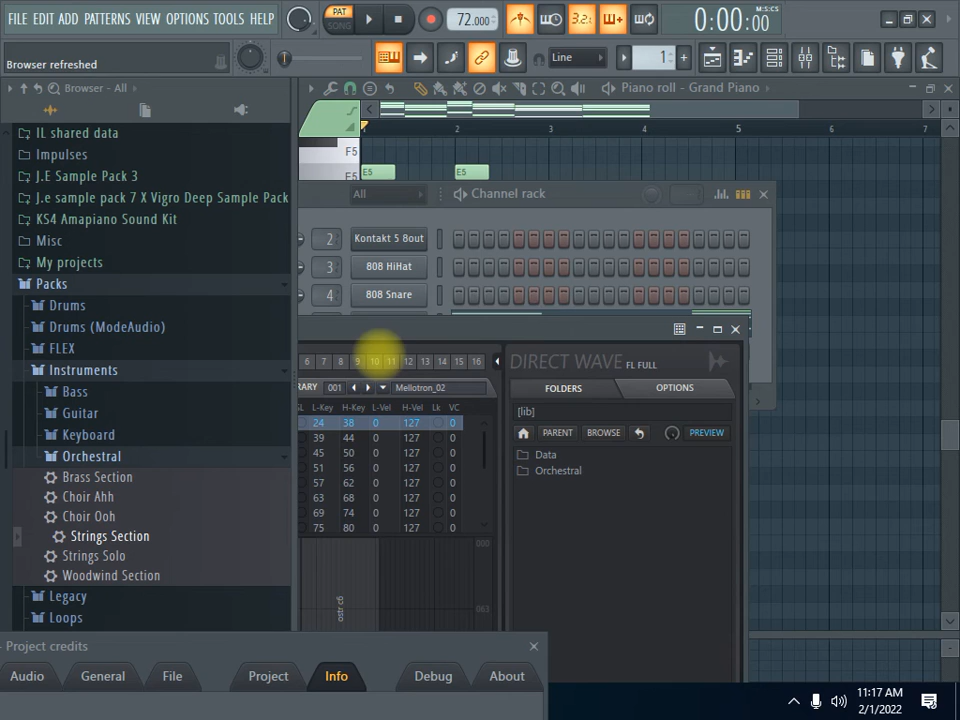 FILE EDIT ADD PATTERNS VIEW OPTIONS TOOLS HELP
PAT
SONG
72.000
3.2.
0:00:00
M:S:CS
Browser refreshed
Line
1
Browser - All
Piano roll - Grand Piano
IL shared data
Impulses
J.E Sample Pack 3
J.e sample pack 7 X Vigro Deep Sample Pack
KS4 Amapiano Sound Kit
Misc
My projects
Packs
Drums
Drums (ModeAudio)
FLEX
Instruments
Bass
Guitar
Keyboard
Orchestral
Brass Section
Choir Ahh
Choir Ooh
Strings Section
Strings Solo
Woodwind Section
Legacy
Loops
1 2 3 4 5 6 7
F5
E5
E5 E5
All
Channel rack
2 Kontakt 5 Bout
3 808 HiHat
4 808 Snare
6 7 8 9 10 11 12 13 14 15 16
RARY 001 Mellotron_02
L-Key H-Key L-Vel H-Vel Lk VC
24 38 0 127 0
39 44 0 127 0
45 50 0 127 0
51 56 0 127 0
57 62 0 127 0
63 68 0 127 0
69 74 0 127 0
75 80 0 127 0
000
063
ostr c6
DIRECT WAVE FL FULL
FOLDERS OPTIONS
[lib]
PARENT BROWSE PREVIEW
Data
Orchestral
Project credits
Audio General File Project Info Debug About
11:17 AM
2/1/2022